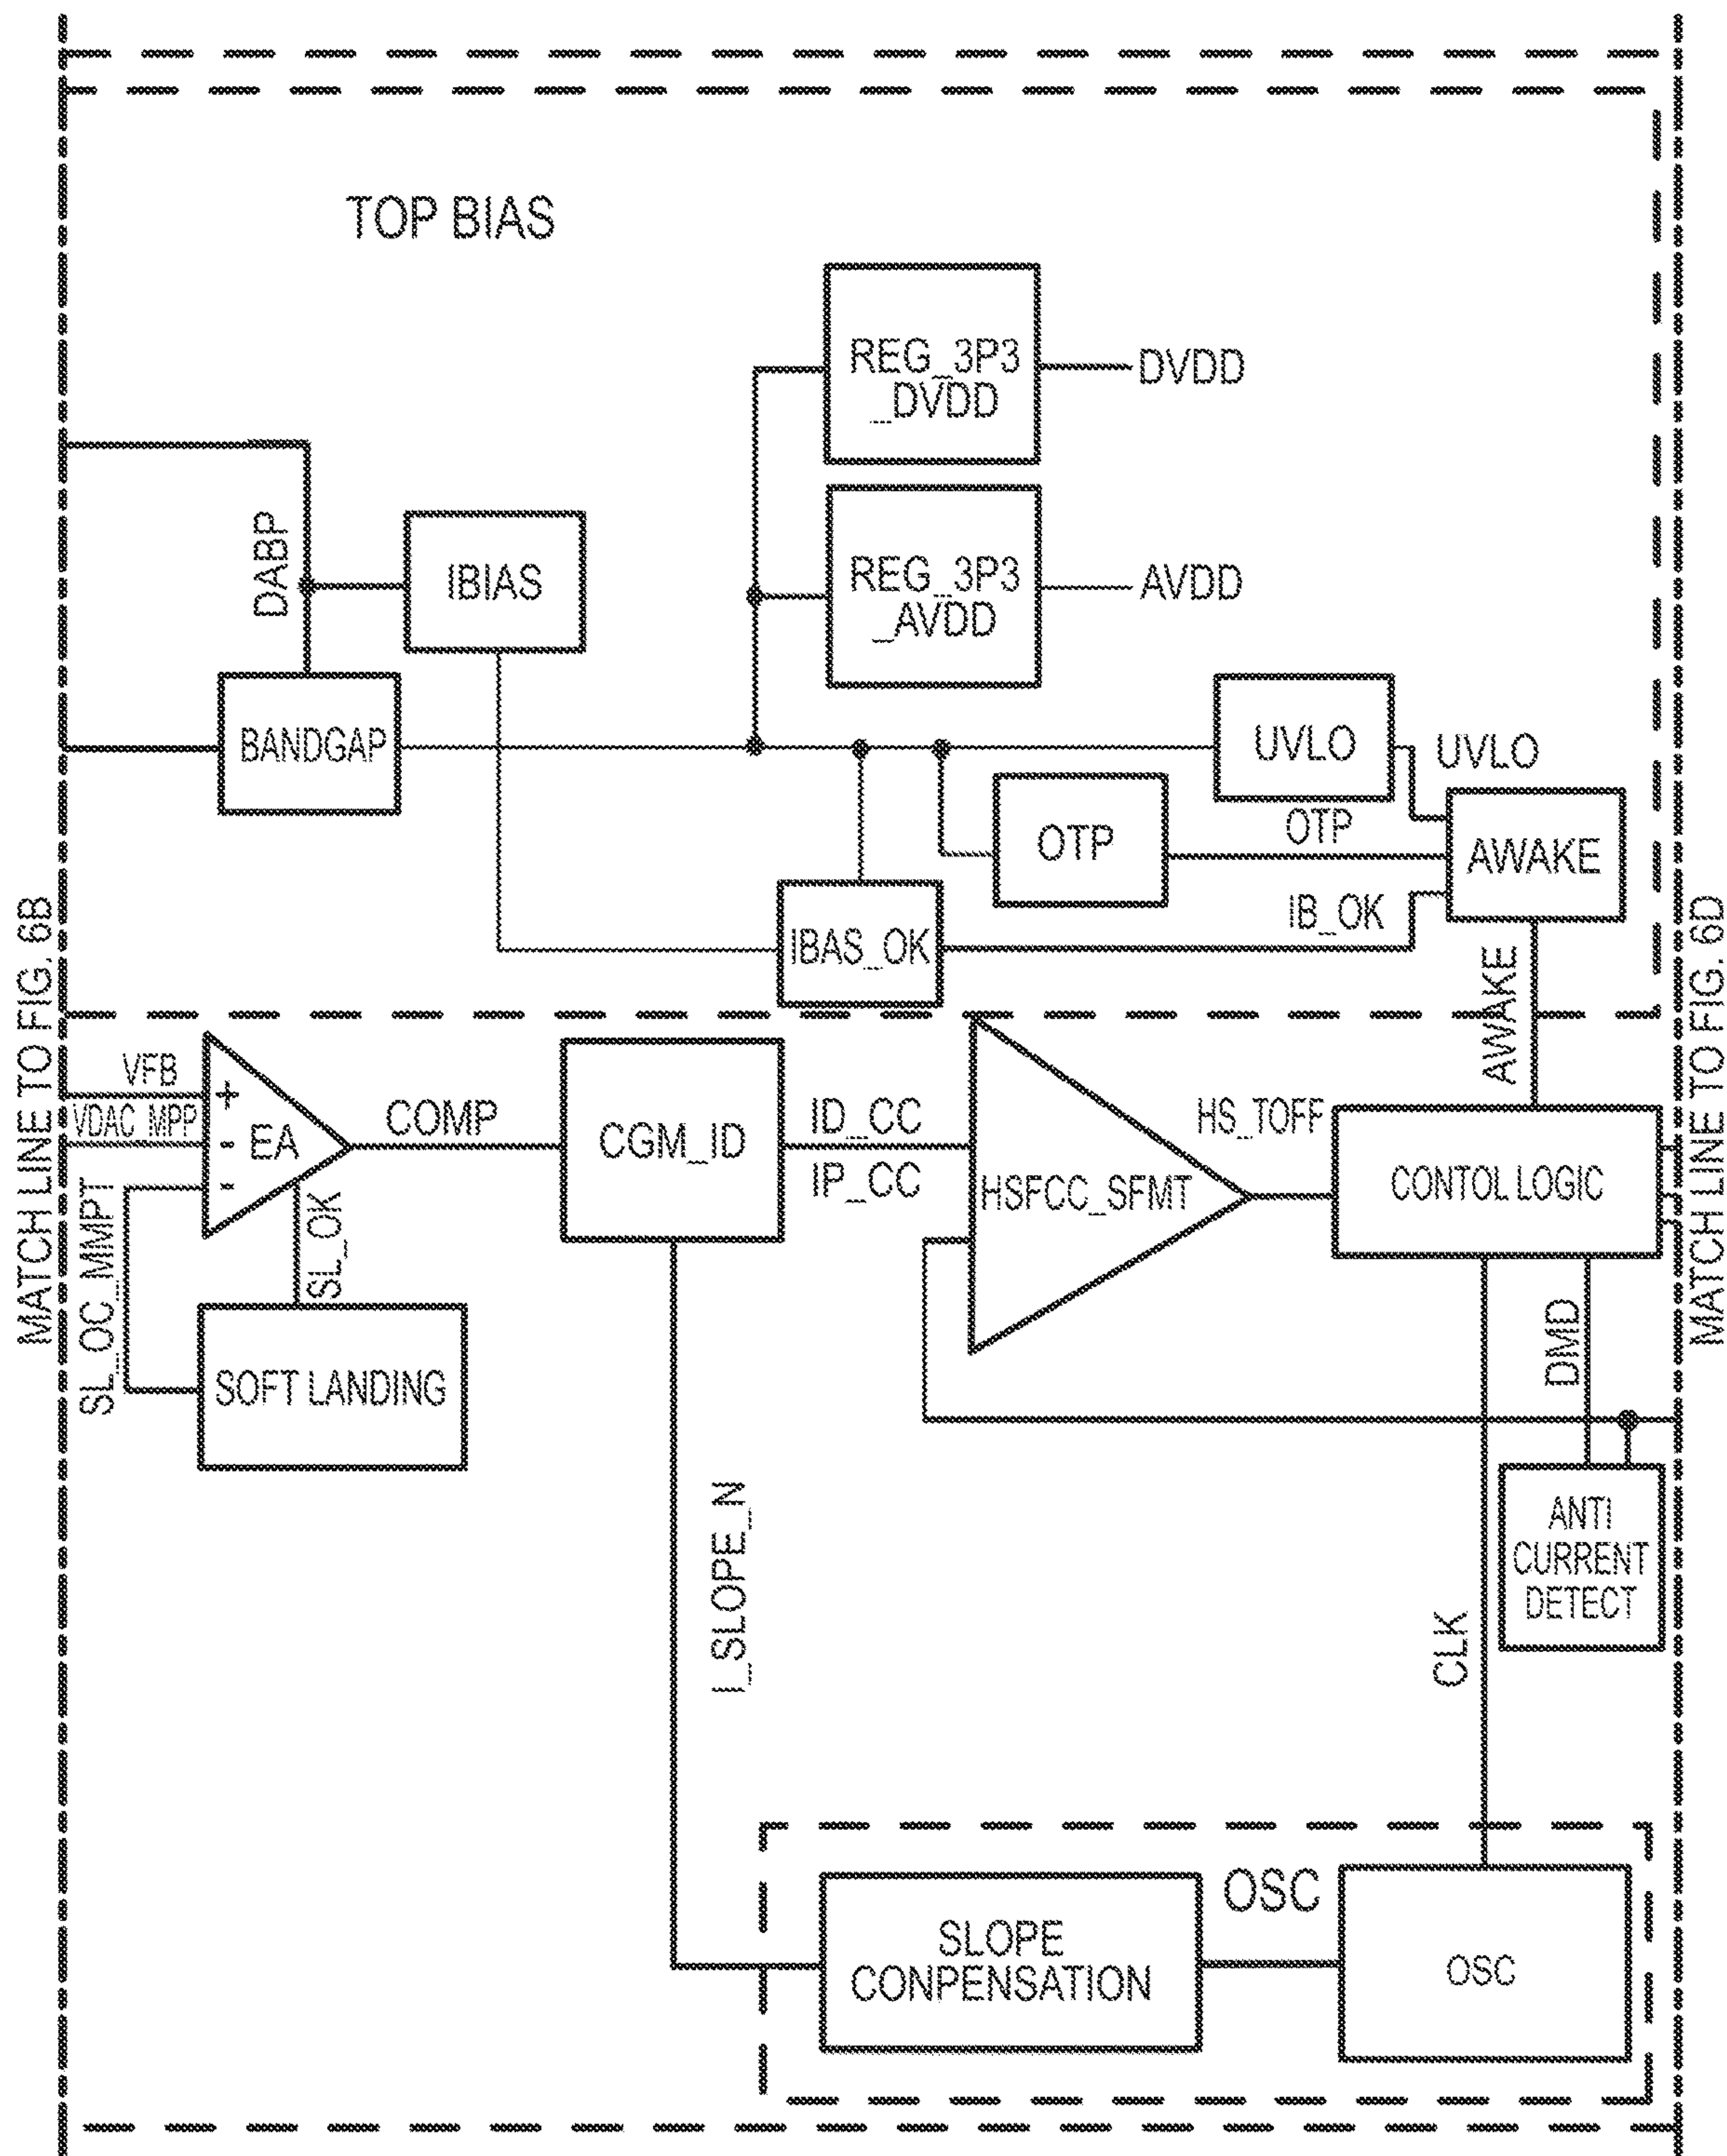 TOP BIAS
REG_3P3
_DVDD
DVDD
DABP
IBIAS
REG_3P3
_AVDD
AVDD
BANDGAP
UVLO
UVLO
OTP
OTP
AWAKE
IBAS_OK
IB_OK
AWAKE
MATCH LINE TO FIG. 6B
MATCH LINE TO FIG. 6D
VFB
VDAC_MPP
+
-
-
EA
COMP
SL_OC_MMPT
SL_OK
SOFT LANDING
CGM_ID
ID_CC
IP_CC
HSFCC_SFMT
HS_TOFF
CONTOL LOGIC
DMD
ANTI
CURRENT
DETECT
I_SLOPE_N
CLK
OSC
SLOPE
CONPENSATION
OSC